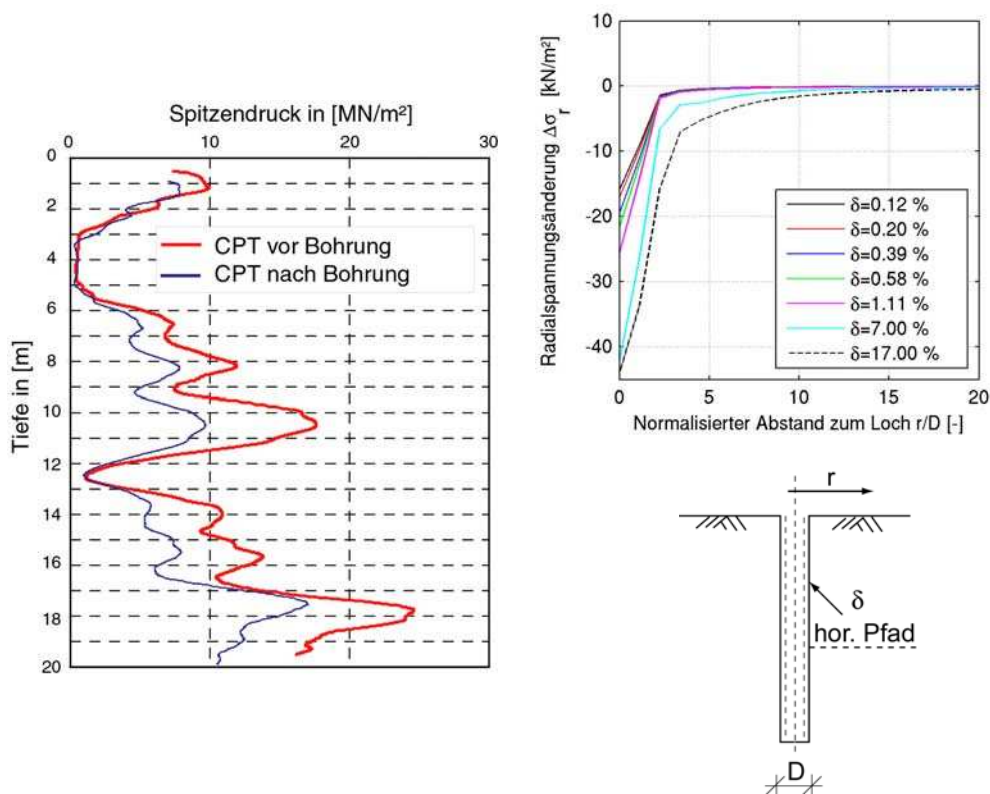 Spitzendruck in [MN/m²]
0 10 20 30
Tiefe in [m]
0
2
4
6
8
10
12
14
16
18
20
CPT vor Bohrung
CPT nach Bohrung
Radialspannungsänderung Δσr [kN/m²]
10
0
-10
-20
-30
-40
0 5 10 15 20
Normalisierter Abstand zum Loch r/D [-]
δ=0.12 %
δ=0.20 %
δ=0.39 %
δ=0.58 %
δ=1.11 %
δ=7.00 %
δ=17.00 %
r
δ
hor. Pfad
D